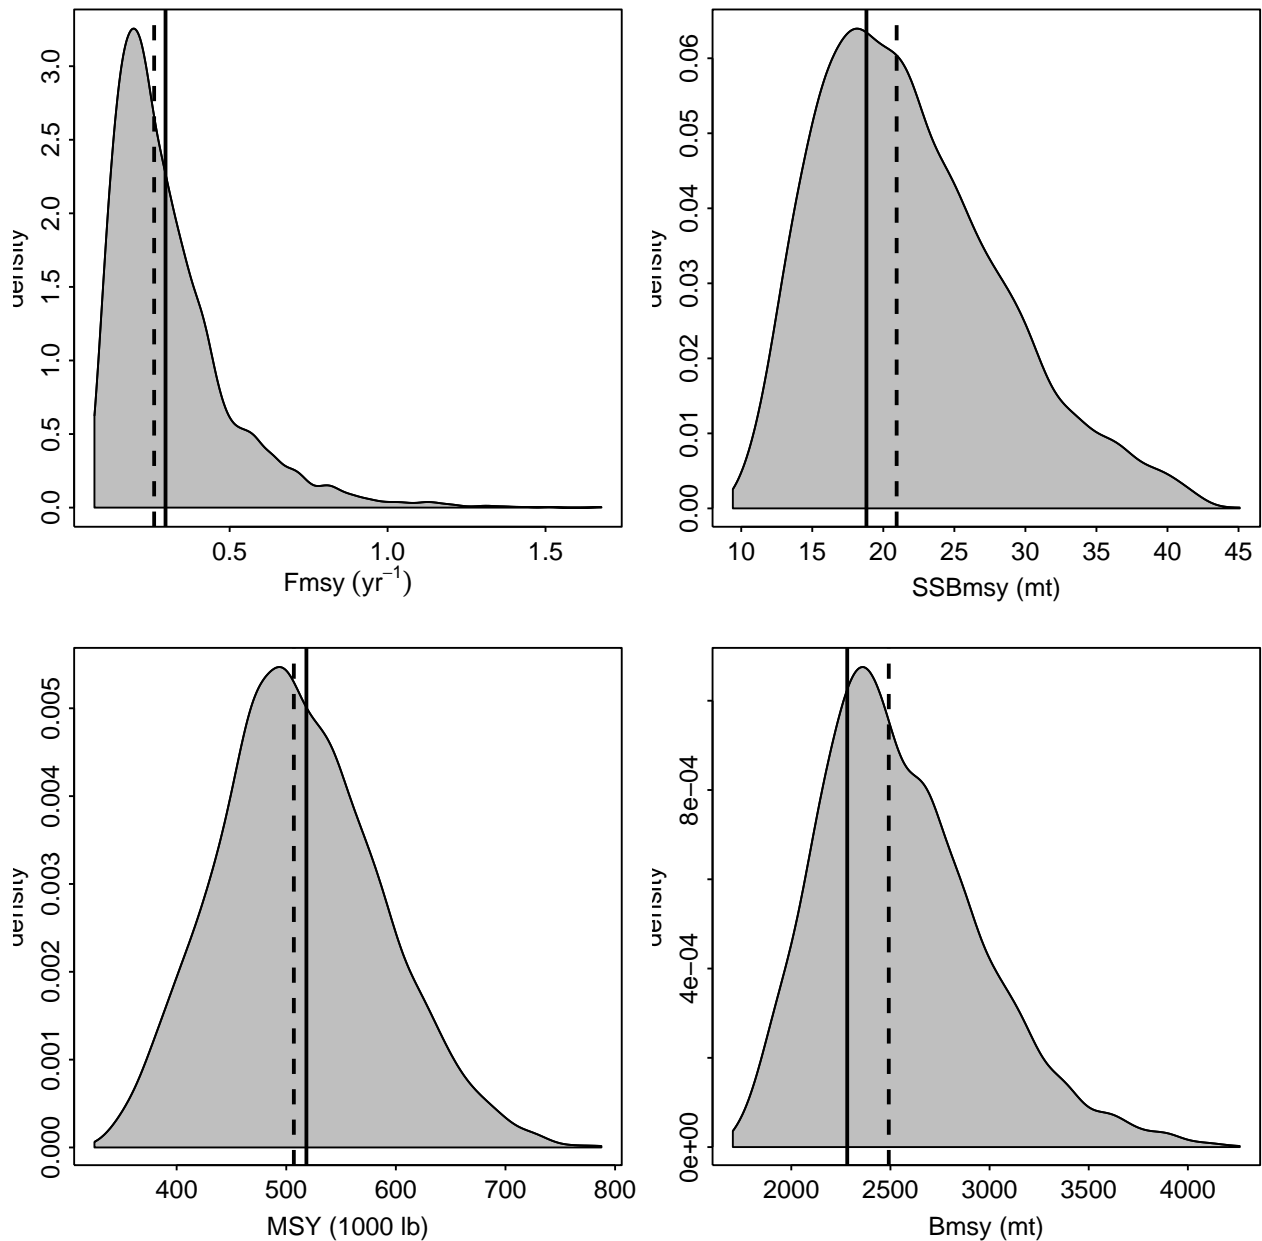 density
0.0 0.5 1.0 1.5 2.0 2.5 3.0
0.5 1.0 1.5
Fmsy (yr−1)
density
0.00 0.01 0.02 0.03 0.04 0.05 0.06
10 15 20 25 30 35 40 45
SSBmsy (mt)
density
0.000 0.001 0.002 0.003 0.004 0.005
400 500 600 700 800
MSY (1000 lb)
density
0e+00 4e−04 8e−04
2000 2500 3000 3500 4000
Bmsy (mt)